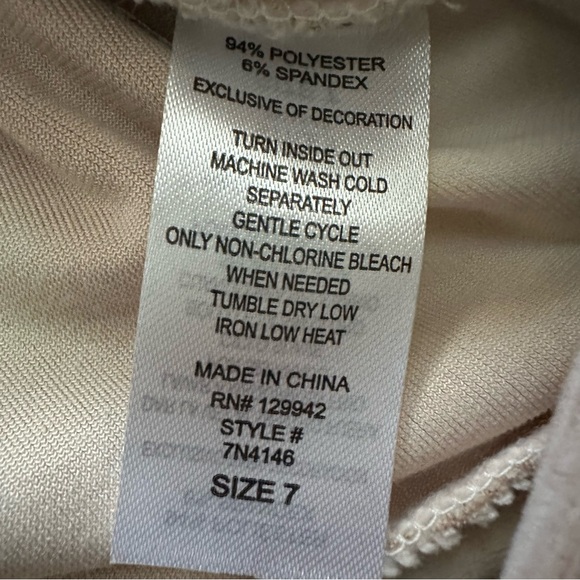 94% POLYESTER
6% SPANDEX
EXCLUSIVE OF DECORATION
TURN INSIDE OUT
MACHINE WASH COLD
SEPARATELY
GENTLE CYCLE
ONLY NON-CHLORINE BLEACH
WHEN NEEDED
TUMBLE DRY LOW
IRON LOW HEAT
MADE IN CHINA
RN# 129942
STYLE #
7N4146
SIZE 7